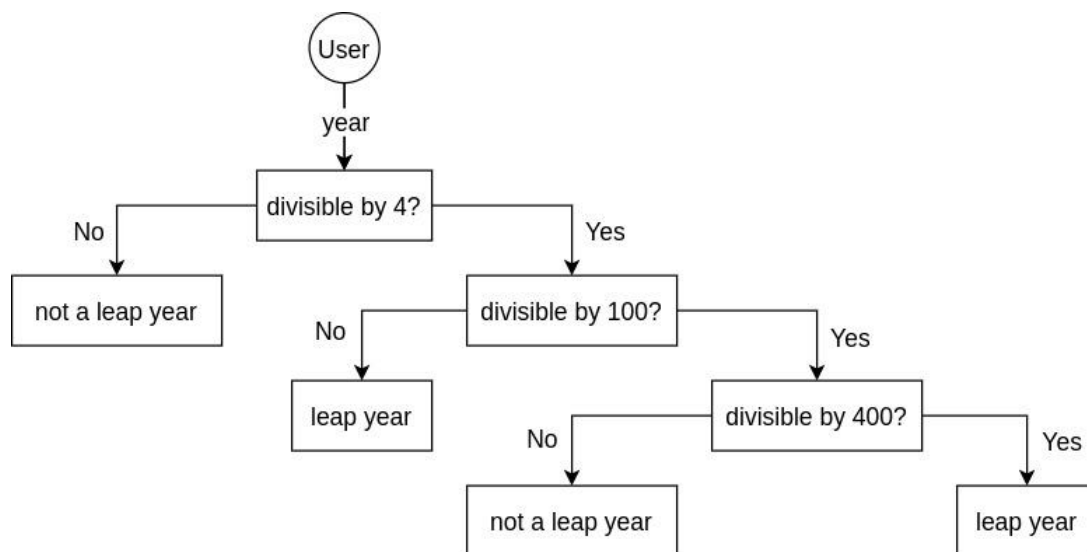 User
year
divisible by 4?
No
Yes
not a leap year
divisible by 100?
No
Yes
leap year
divisible by 400?
No
Yes
not a leap year
leap year